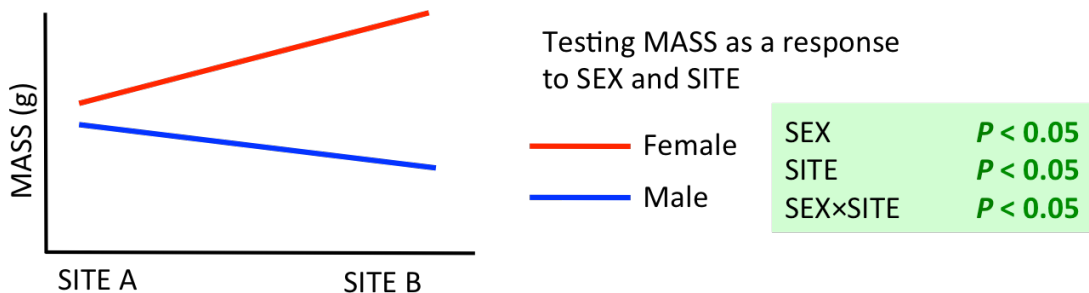 MASS (g)
SITE A
SITE B
Testing MASS as a response
to SEX and SITE
Female
Male
SEX P < 0.05
SITE P < 0.05
SEX×SITE P < 0.05